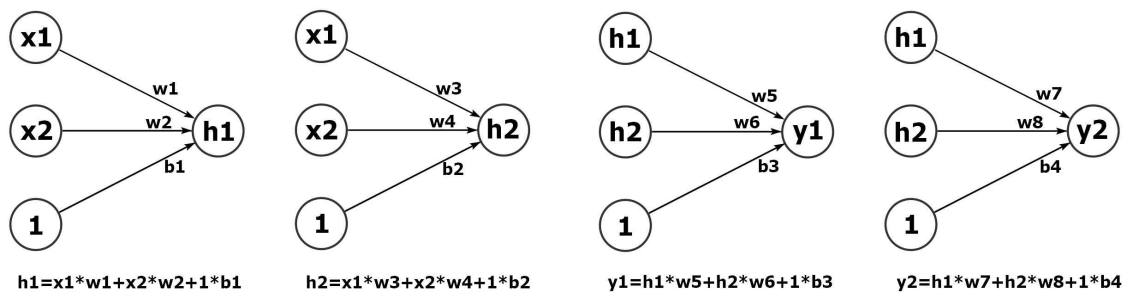 x1
w1
x2
w2
h1
b1
1
h1=x1*w1+x2*w2+1*b1
x1
w3
x2
w4
h2
b2
1
h2=x1*w3+x2*w4+1*b2
h1
w5
h2
w6
y1
b3
1
y1=h1*w5+h2*w6+1*b3
h1
w7
h2
w8
y2
b4
1
y2=h1*w7+h2*w8+1*b4